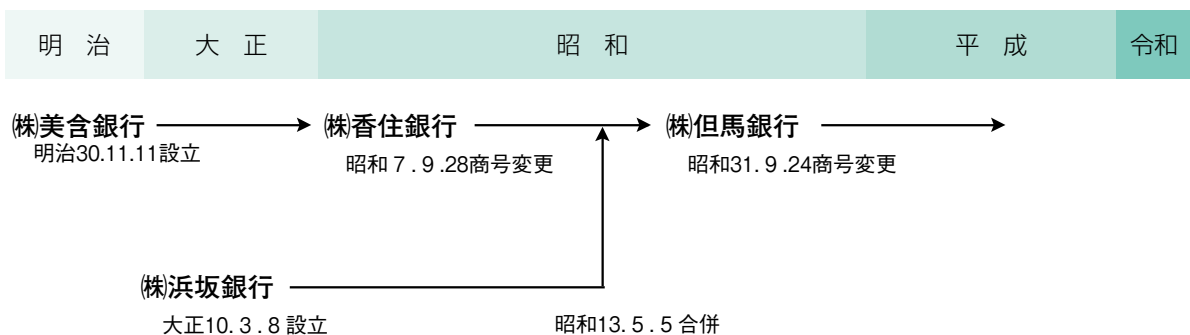 明 治 大 正 昭 和 平 成 令和
㈱美含銀行 ㈱香住銀行 ㈱但馬銀行
明治30.11.11設立 昭和7.9.28商号変更 昭和31.9.24商号変更
㈱浜坂銀行
大正10.3.8設立 昭和13.5.5合併